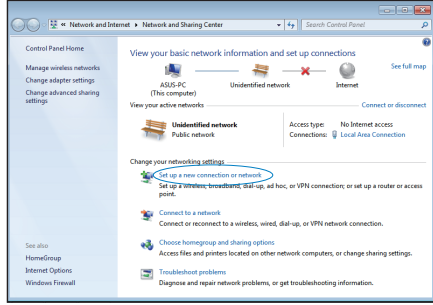 « Network and Internet ▸ Network and Sharing Center
Search Control Panel
Control Panel Home
Manage wireless networks
Change adapter settings
Change advanced sharing
settings
View your basic network information and set up connections
See full map
ASUS-PC
(This computer)
Unidentified network
Internet
View your active networks
Connect or disconnect
Unidentified network
Public network
Access type: No Internet access
Connections: Local Area Connection
Change your networking settings
Set up a new connection or network
Set up a wireless, broadband, dial-up, ad hoc, or VPN connection; or set up a router or access
point.
Connect to a network
Connect or reconnect to a wireless, wired, dial-up, or VPN network connection.
Choose homegroup and sharing options
Access files and printers located on other network computers, or change sharing settings.
Troubleshoot problems
Diagnose and repair network problems, or get troubleshooting information.
See also
HomeGroup
Internet Options
Windows Firewall